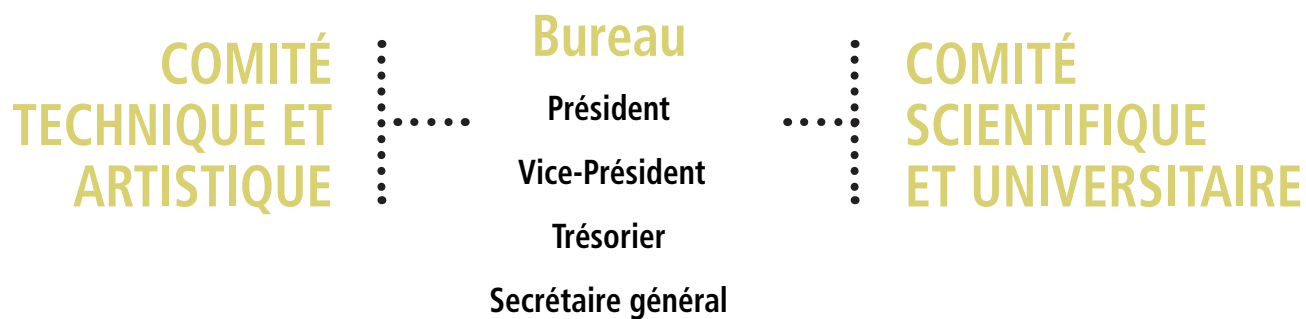 COMITÉ
TECHNIQUE ET
ARTISTIQUE
Bureau
Président
Vice-Président
Trésorier
Secrétaire général
COMITÉ
SCIENTIFIQUE
ET UNIVERSITAIRE